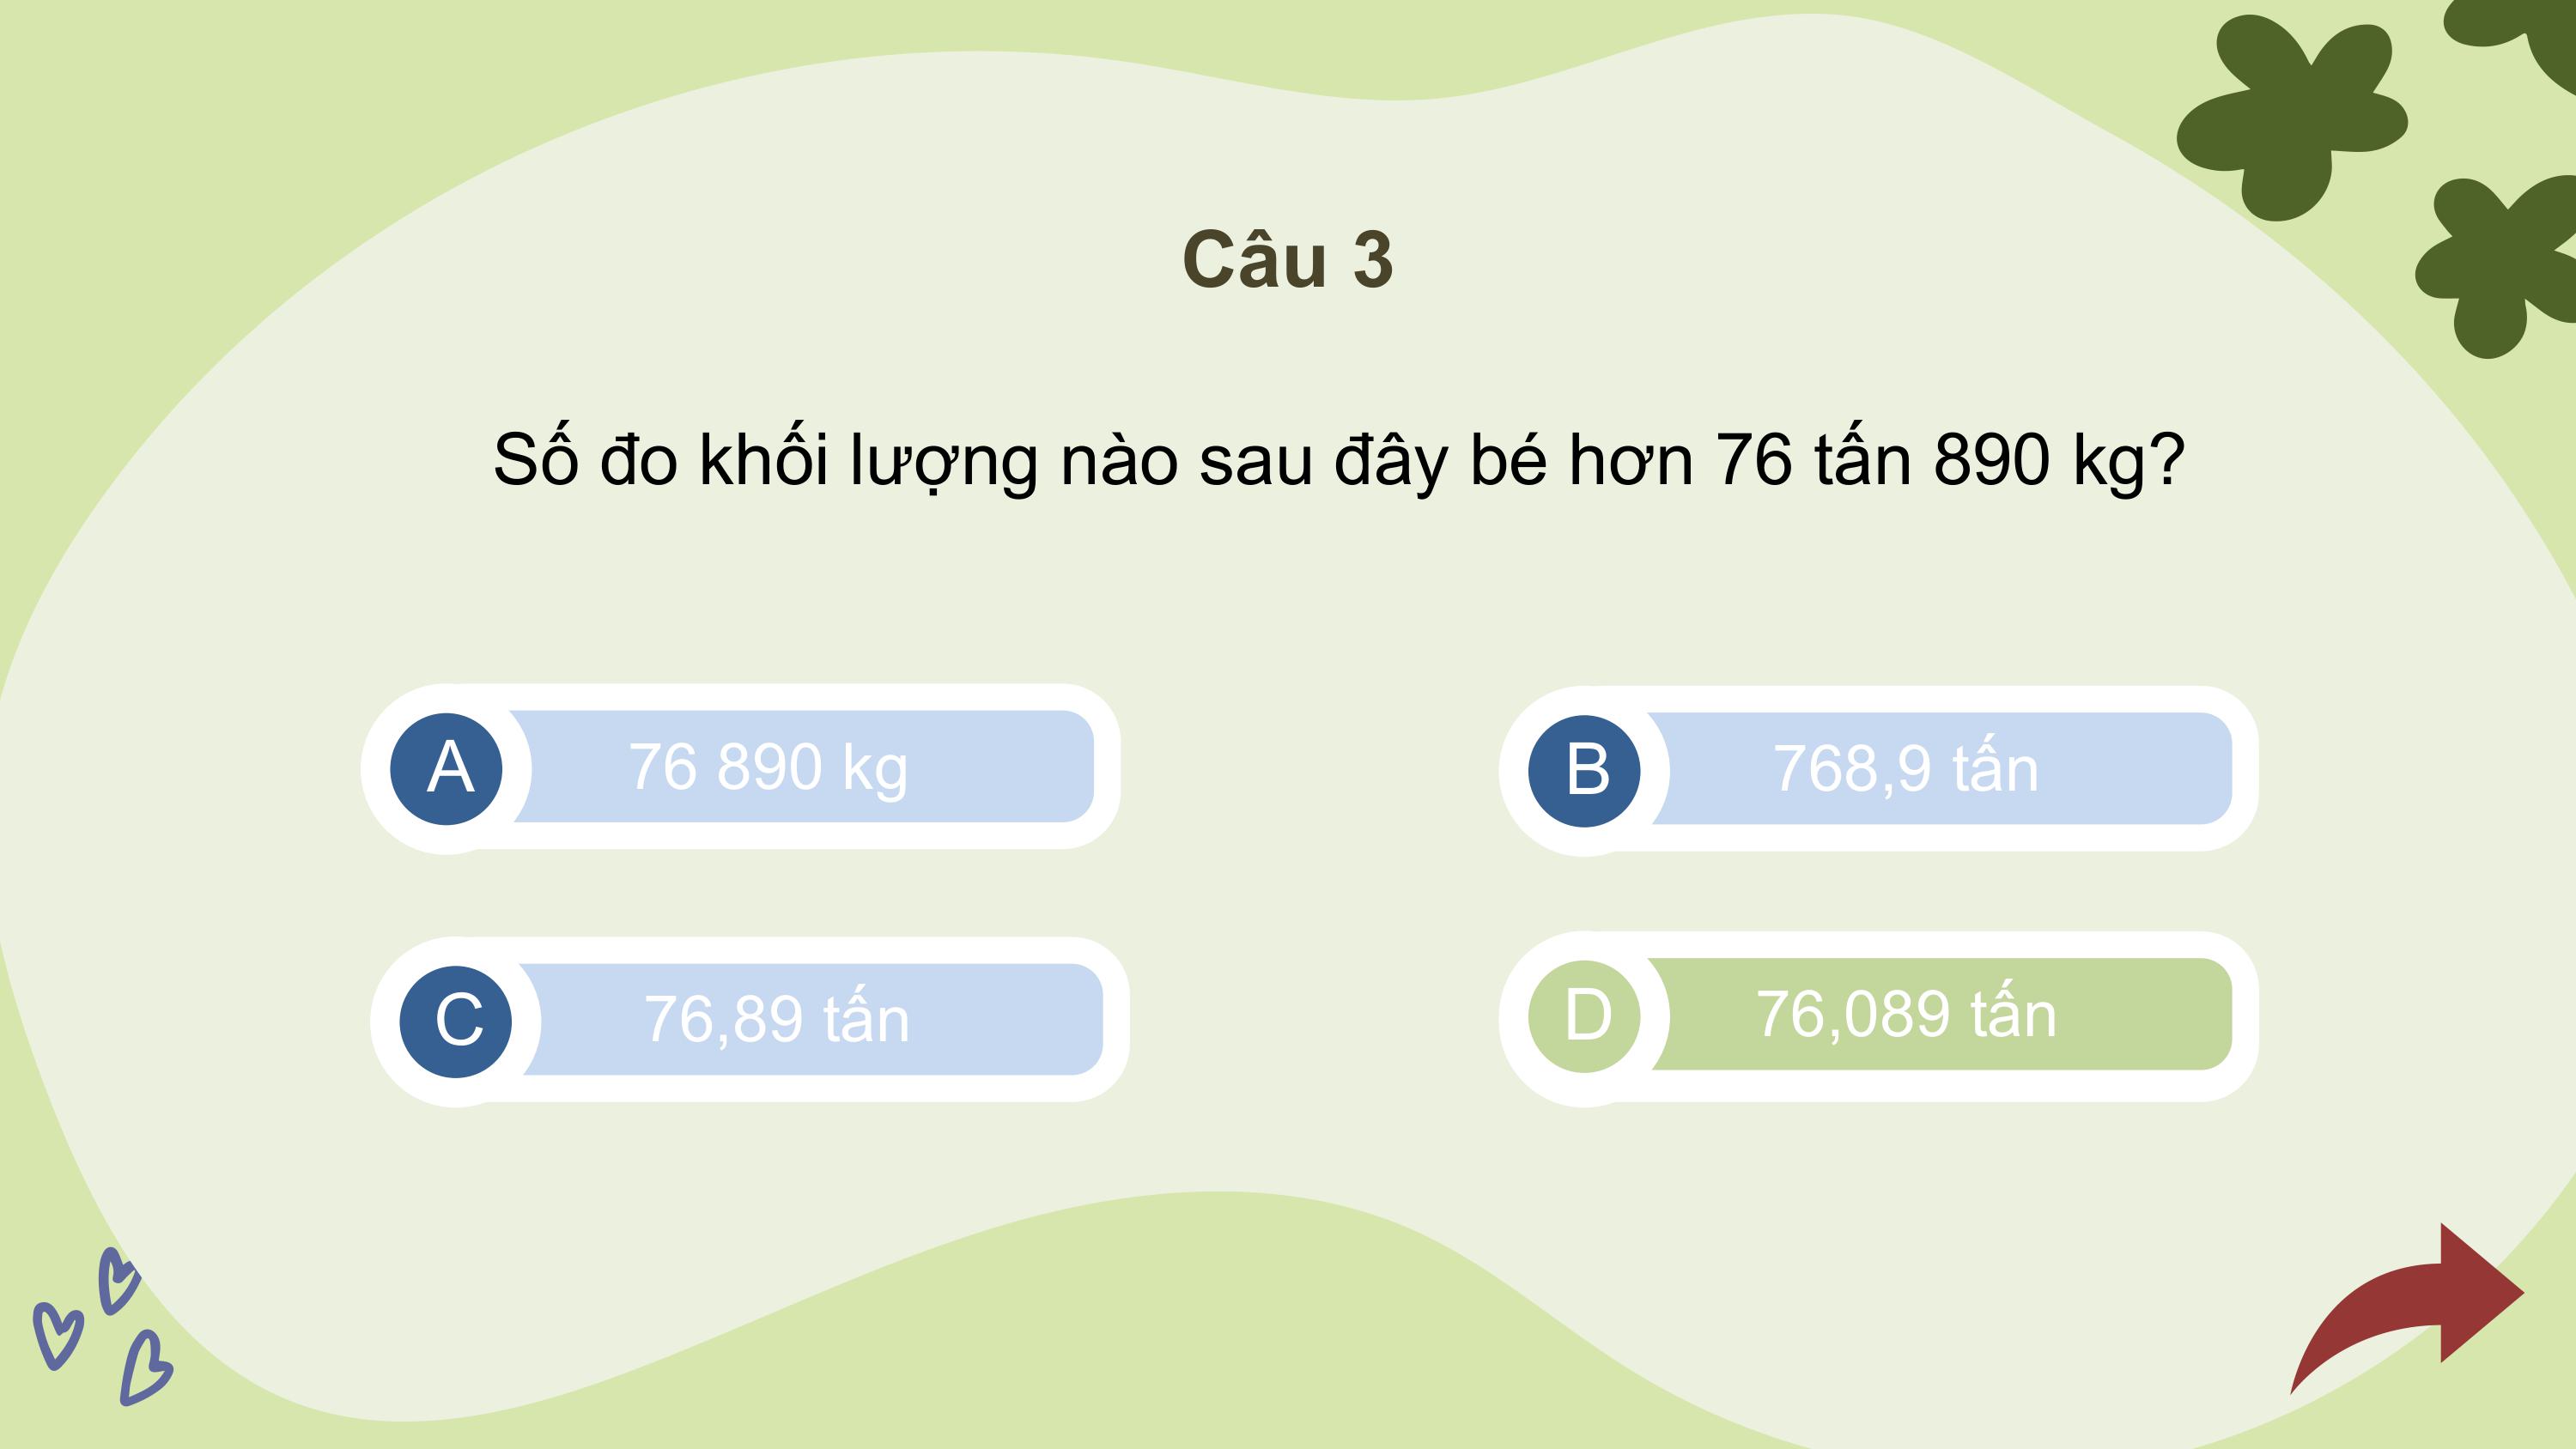 Câu 3
Số đo khối lượng nào sau đây bé hơn 76 tấn 890 kg?
A 76 890 kg
B 768,9 tấn
C 76,89 tấn
D 76,089 tấn